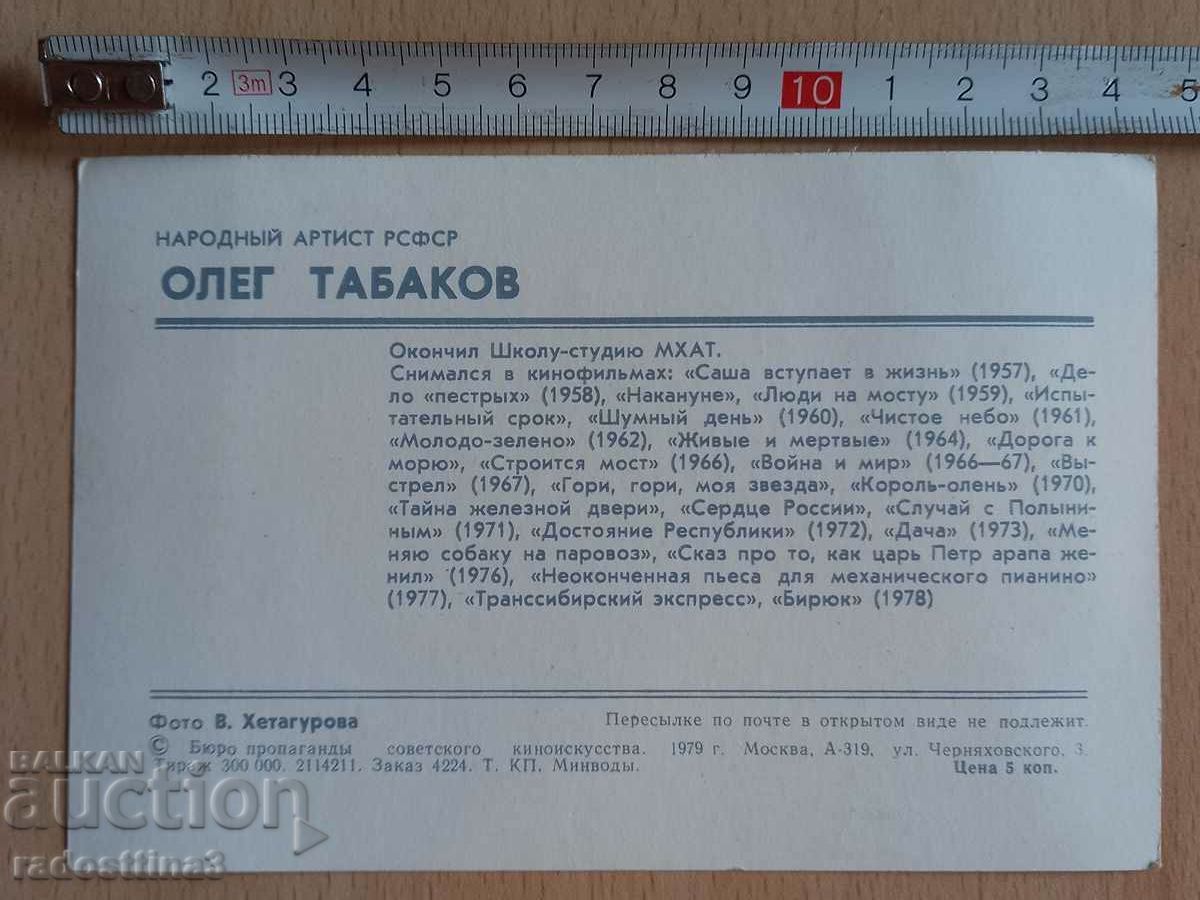 2 3m 3 4 5 6 7 8 9 10 1 2 3 4 5
НАРОДНЫЙ АРТИСТ РСФСР
ОЛЕГ ТАБАКОВ
Окончил Школу-студию МХАТ.
Снимался в кинофильмах: «Саша вступает в жизнь» (1957), «Де-
ло «пестрых» (1958), «Накануне», «Люди на мосту» (1959), «Испы-
тательный срок», «Шумный день» (1960), «Чистое небо» (1961),
«Молодо-зелено» (1962), «Живые и мертвые» (1964), «Дорога к
морю», «Строится мост» (1966), «Война и мир» (1966—67), «Вы-
стрел» (1967), «Гори, гори, моя звезда», «Король-олень» (1970),
«Тайна железной двери», «Сердце России», «Случай с Полыни-
ным» (1971), «Достояние Республики» (1972), «Дача» (1973), «Ме-
няю собаку на паровоз», «Сказ про то, как царь Петр арапа же-
нил» (1976), «Неоконченная пьеса для механического пианино»
(1977), «Транссибирский экспресс», «Бирюк» (1978)
Фото В. Хетагурова Пересылке по почте в открытом виде не подлежит.
© Бюро пропаганды советского киноискусства. 1979 г. Москва, А-319, ул. Черняховского, 3.
Тираж 300 000. 2114211. Заказ 4224. Т. КП. Минводы. Цена 5 коп.
BALKAN
auction
radosttina3